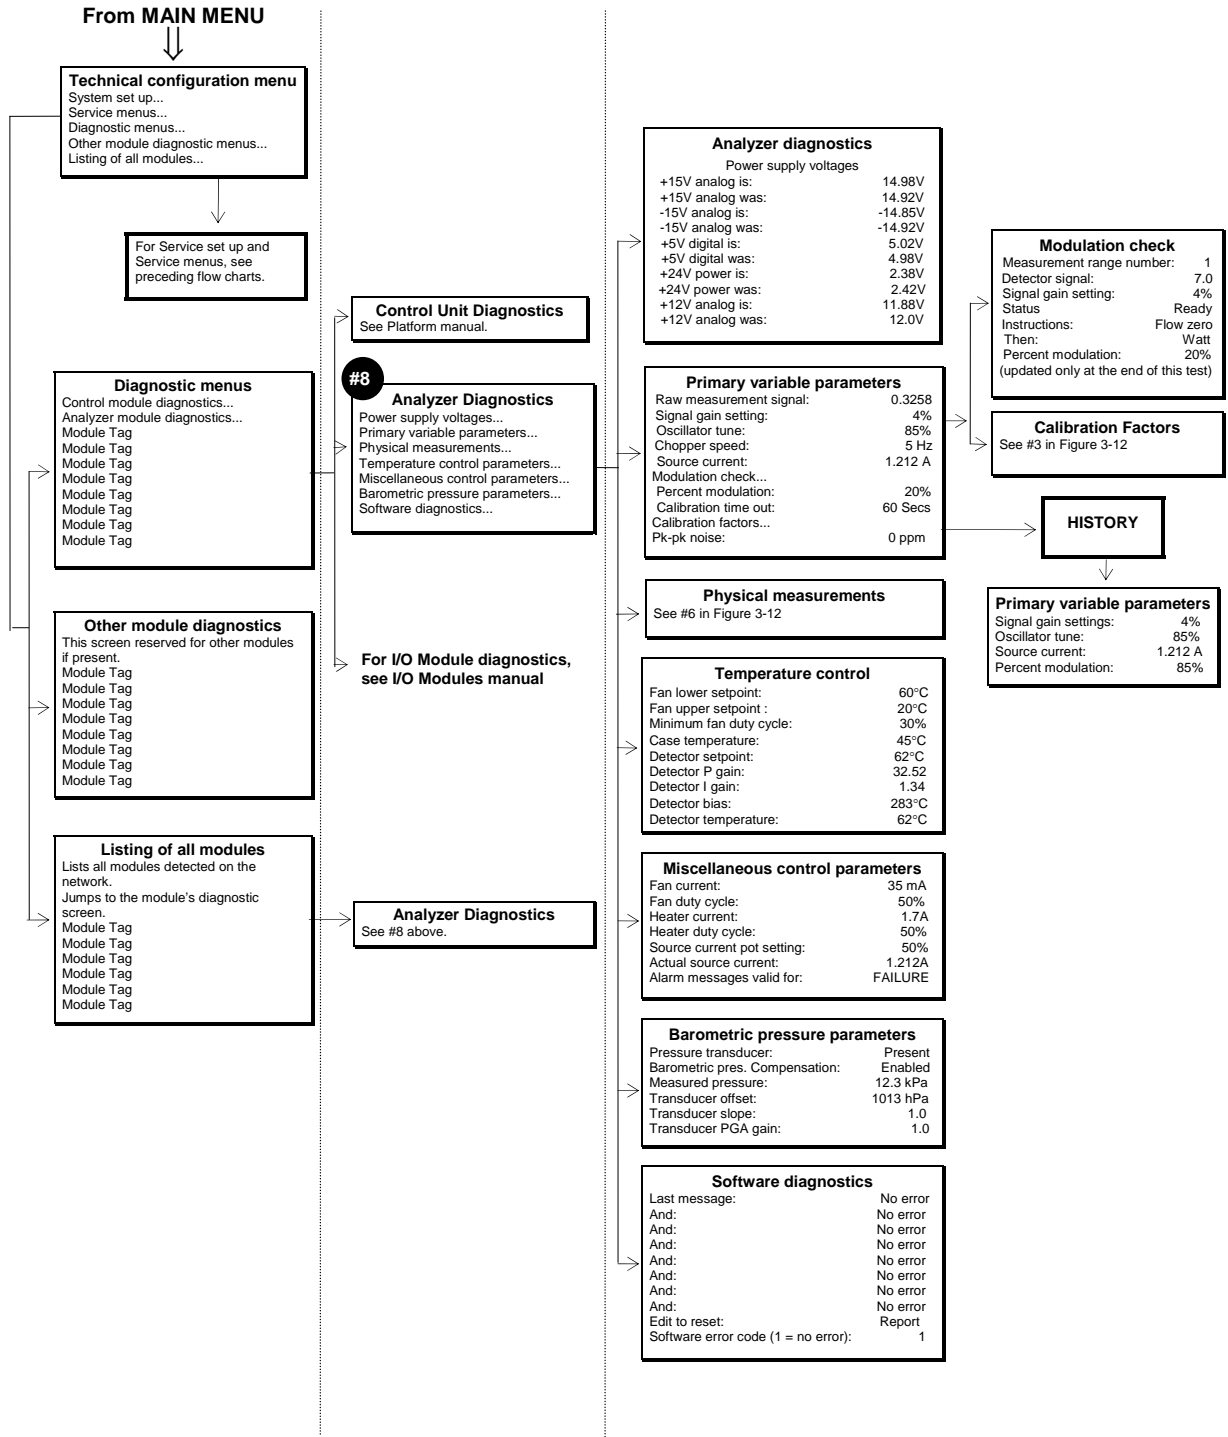 From MAIN MENU
Technical configuration menu
System set up...
Service menus...
Diagnostic menus...
Other module diagnostic menus...
Listing of all modules...
For Service set up and
Service menus, see
preceding flow charts.
Diagnostic menus
Control module diagnostics...
Analyzer module diagnostics...
Module Tag
Module Tag
Module Tag
Module Tag
Module Tag
Module Tag
Module Tag
Module Tag
Other module diagnostics
This screen reserved for other modules
if present.
Module Tag
Module Tag
Module Tag
Module Tag
Module Tag
Module Tag
Module Tag
Module Tag
Listing of all modules
Lists all modules detected on the
network.
Jumps to the module's diagnostic
screen.
Module Tag
Module Tag
Module Tag
Module Tag
Module Tag
Module Tag
Control Unit Diagnostics
See Platform manual.
#8
Analyzer Diagnostics
Power supply voltages...
Primary variable parameters...
Physical measurements...
Temperature control parameters...
Miscellaneous control parameters...
Barometric pressure parameters...
Software diagnostics...
For I/O Module diagnostics,
see I/O Modules manual
Analyzer Diagnostics
See #8 above.
Analyzer diagnostics
Power supply voltages
+15V analog is: 14.98V
+15V analog was: 14.92V
-15V analog is: -14.85V
-15V analog was: -14.92V
+5V digital is: 5.02V
+5V digital was: 4.98V
+24V power is: 2.38V
+24V power was: 2.42V
+12V analog is: 11.88V
+12V analog was: 12.0V
Primary variable parameters
Raw measurement signal: 0.3258
Signal gain setting: 4%
Oscillator tune: 85%
Chopper speed: 5 Hz
Source current: 1.212 A
Modulation check...
Percent modulation: 20%
Calibration time out: 60 Secs
Calibration factors...
Pk-pk noise: 0 ppm
Physical measurements
See #6 in Figure 3-12
Temperature control
Fan lower setpoint: 60°C
Fan upper setpoint : 20°C
Minimum fan duty cycle: 30%
Case temperature: 45°C
Detector setpoint: 62°C
Detector P gain: 32.52
Detector I gain: 1.34
Detector bias: 283°C
Detector temperature: 62°C
Miscellaneous control parameters
Fan current: 35 mA
Fan duty cycle: 50%
Heater current: 1.7A
Heater duty cycle: 50%
Source current pot setting: 50%
Actual source current: 1.212A
Alarm messages valid for: FAILURE
Barometric pressure parameters
Pressure transducer: Present
Barometric pres. Compensation: Enabled
Measured pressure: 12.3 kPa
Transducer offset: 1013 hPa
Transducer slope: 1.0
Transducer PGA gain: 1.0
Software diagnostics
Last message: No error
And: No error
And: No error
And: No error
And: No error
And: No error
And: No error
And: No error
Edit to reset: Report
Software error code (1 = no error): 1
Modulation check
Measurement range number: 1
Detector signal: 7.0
Signal gain setting: 4%
Status Ready
Instructions: Flow zero
Then: Watt
Percent modulation: 20%
(updated only at the end of this test)
Calibration Factors
See #3 in Figure 3-12
HISTORY
Primary variable parameters
Signal gain settings: 4%
Oscillator tune: 85%
Source current: 1.212 A
Percent modulation: 85%